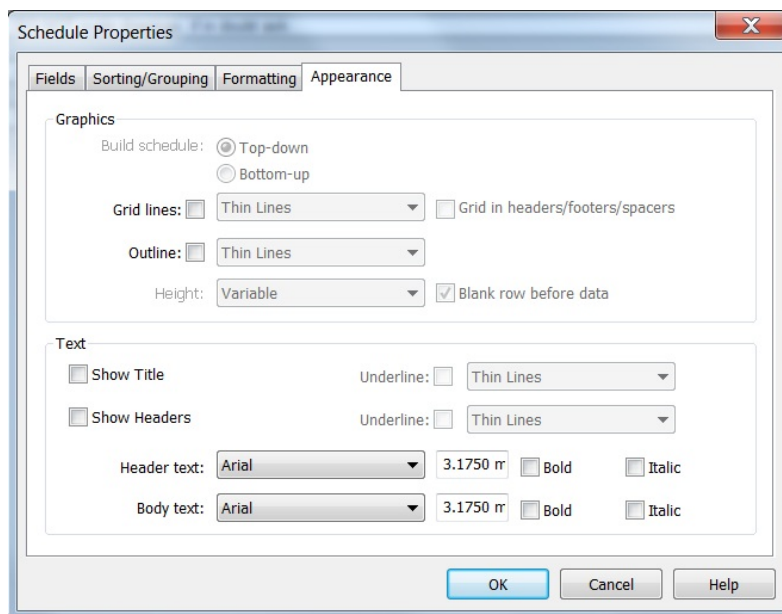 Schedule Properties
Fields Sorting/Grouping Formatting Appearance
Graphics
Build schedule: Top-down
Bottom-up
Grid lines: Thin Lines Grid in headers/footers/spacers
Outline: Thin Lines
Height: Variable Blank row before data
Text
Show Title Underline: Thin Lines
Show Headers Underline: Thin Lines
Header text: Arial 3.1750 m Bold Italic
Body text: Arial 3.1750 m Bold Italic
OK Cancel Help